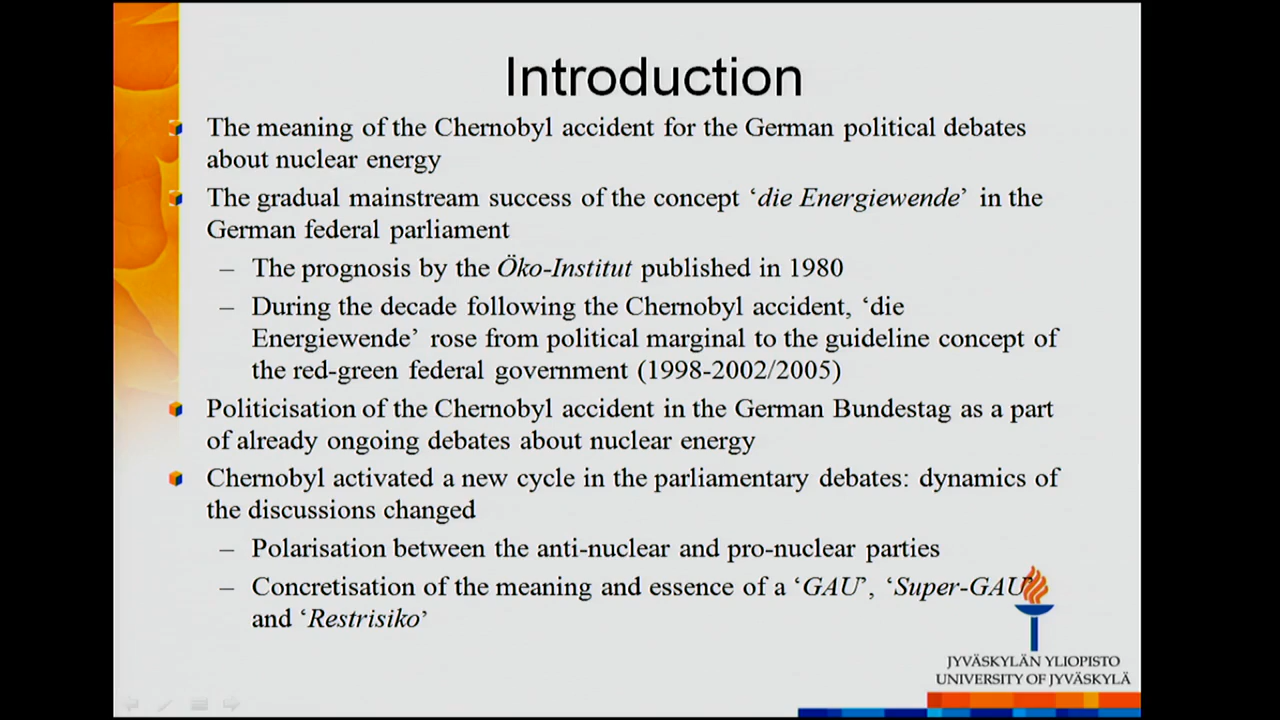 Introduction
The meaning of the Chernobyl accident for the German political debates
about nuclear energy
The gradual mainstream success of the concept ‘die Energiewende’ in the
German federal parliament
– The prognosis by the Öko-Institut published in 1980
– During the decade following the Chernobyl accident, ‘die
Energiewende’ rose from political marginal to the guideline concept of
the red-green federal government (1998-2002/2005)
Politicisation of the Chernobyl accident in the German Bundestag as a part
of already ongoing debates about nuclear energy
Chernobyl activated a new cycle in the parliamentary debates: dynamics of
the discussions changed
– Polarisation between the anti-nuclear and pro-nuclear parties
– Concretisation of the meaning and essence of a ‘GAU’, ‘Super-GAU’
and ‘Restrisiko’
JYVÄSKYLÄN YLIOPISTO
UNIVERSITY OF JYVÄSKYLÄ